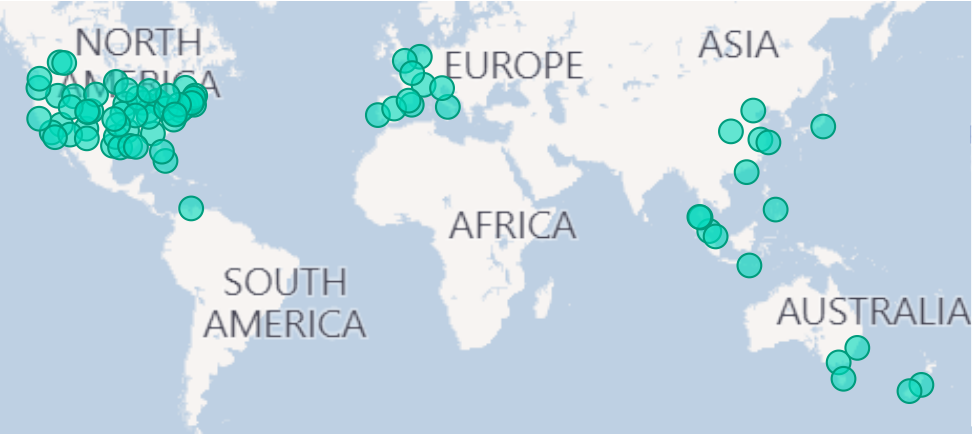 NORTH
AMERICA
EUROPE
ASIA
AFRICA
SOUTH
AMERICA
AUSTRALIA